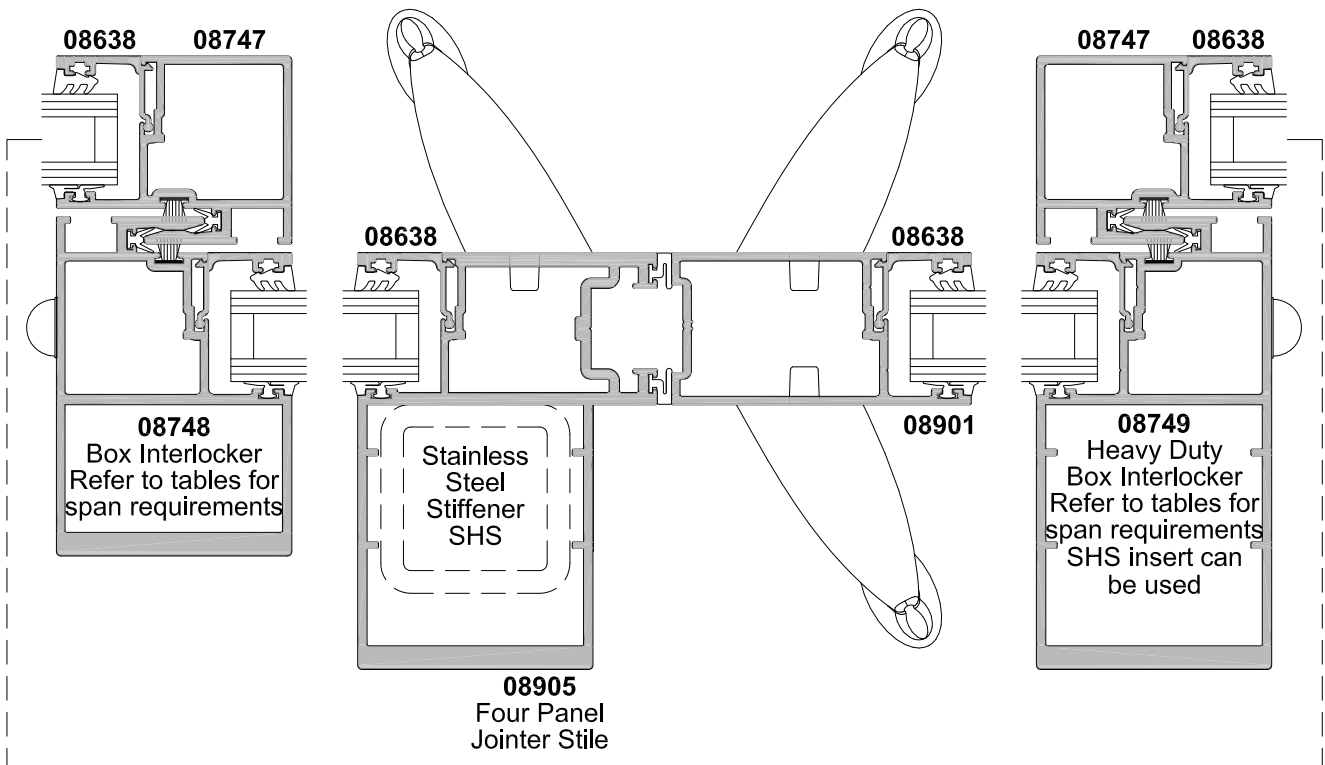 08638
08747
08747
08638
08638
08638
08748
Box Interlocker
Refer to tables for
span requirements
Stainless
Steel
Stiffener
SHS
08901
08749
Heavy Duty
Box Interlocker
Refer to tables for
span requirements
SHS insert can
be used
08905
Four Panel
Jointer Stile